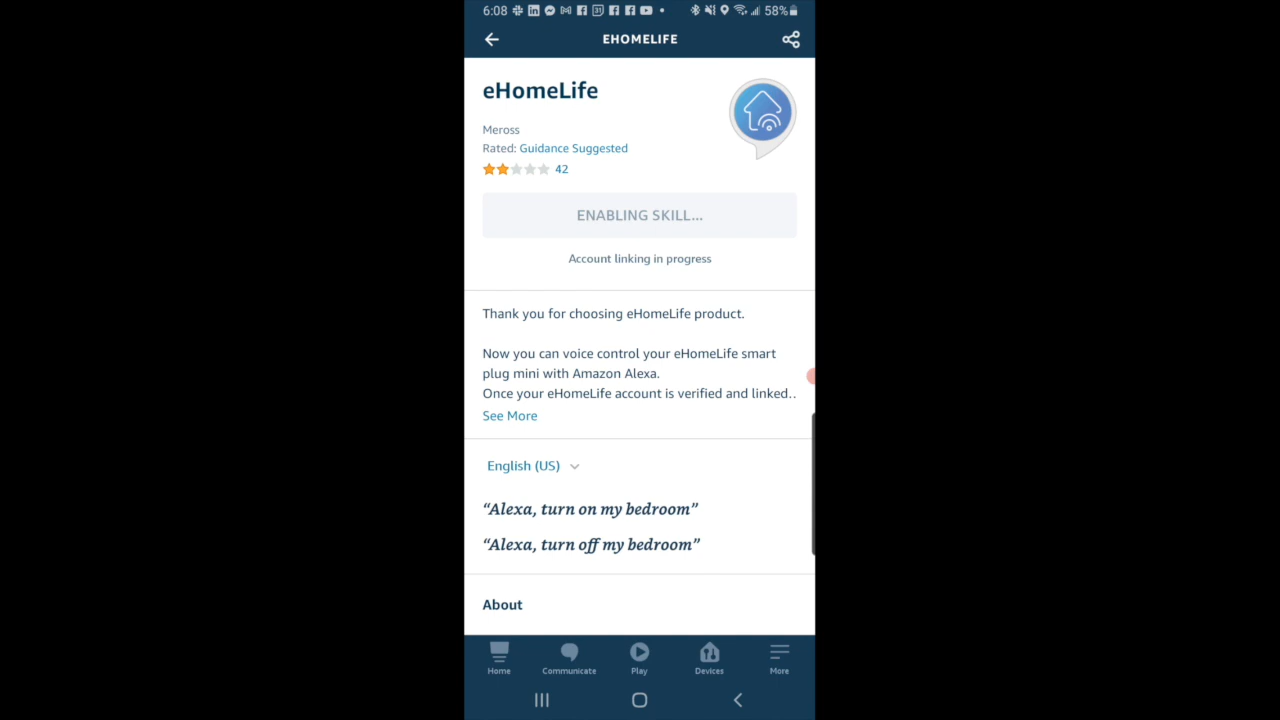 6:08 31 58%
EHOMELIFE
eHomeLife
Meross
Rated: Guidance Suggested
42
ENABLING SKILL...
Account linking in progress
Thank you for choosing eHomeLife product.
Now you can voice control your eHomeLife smart
plug mini with Amazon Alexa.
Once your eHomeLife account is verified and linked..
See More
English (US)
“Alexa, turn on my bedroom”
“Alexa, turn off my bedroom”
About
Home Communicate Play Devices More